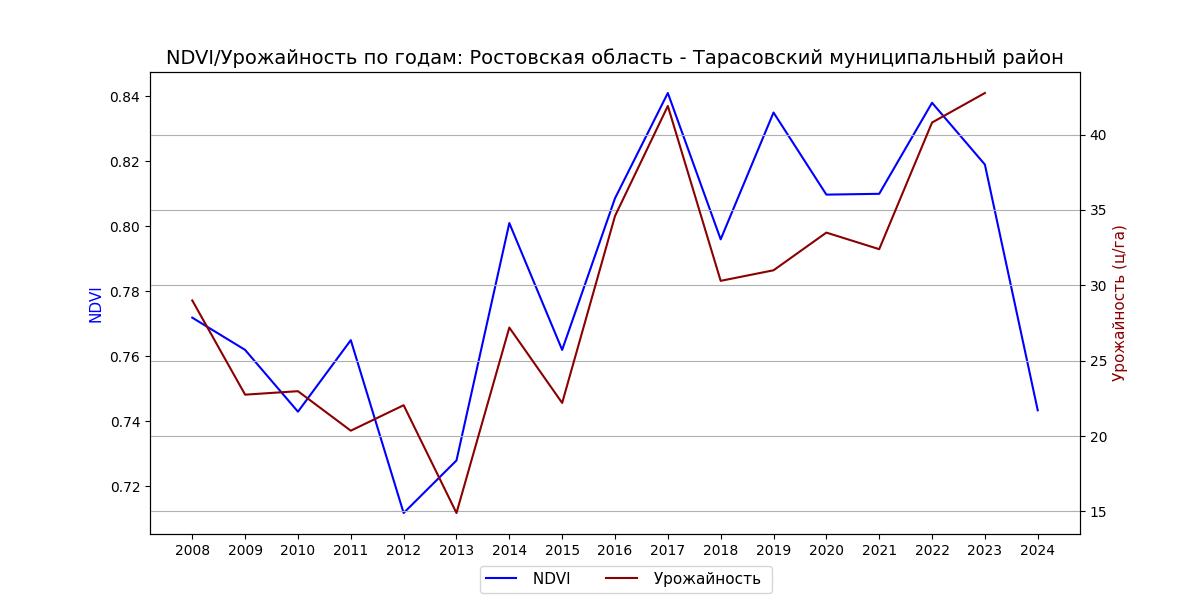 NDVI/Урожайность по годам: Ростовская область - Тарасовский муниципальный район
0.84
0.82
0.80
0.78
0.76
0.74
0.72
NDVI
40
35
30
25
20
15
Урожайность (ц/га)
2008 2009 2010 2011 2012 2013 2014 2015 2016 2017 2018 2019 2020 2021 2022 2023 2024
NDVI Урожайность